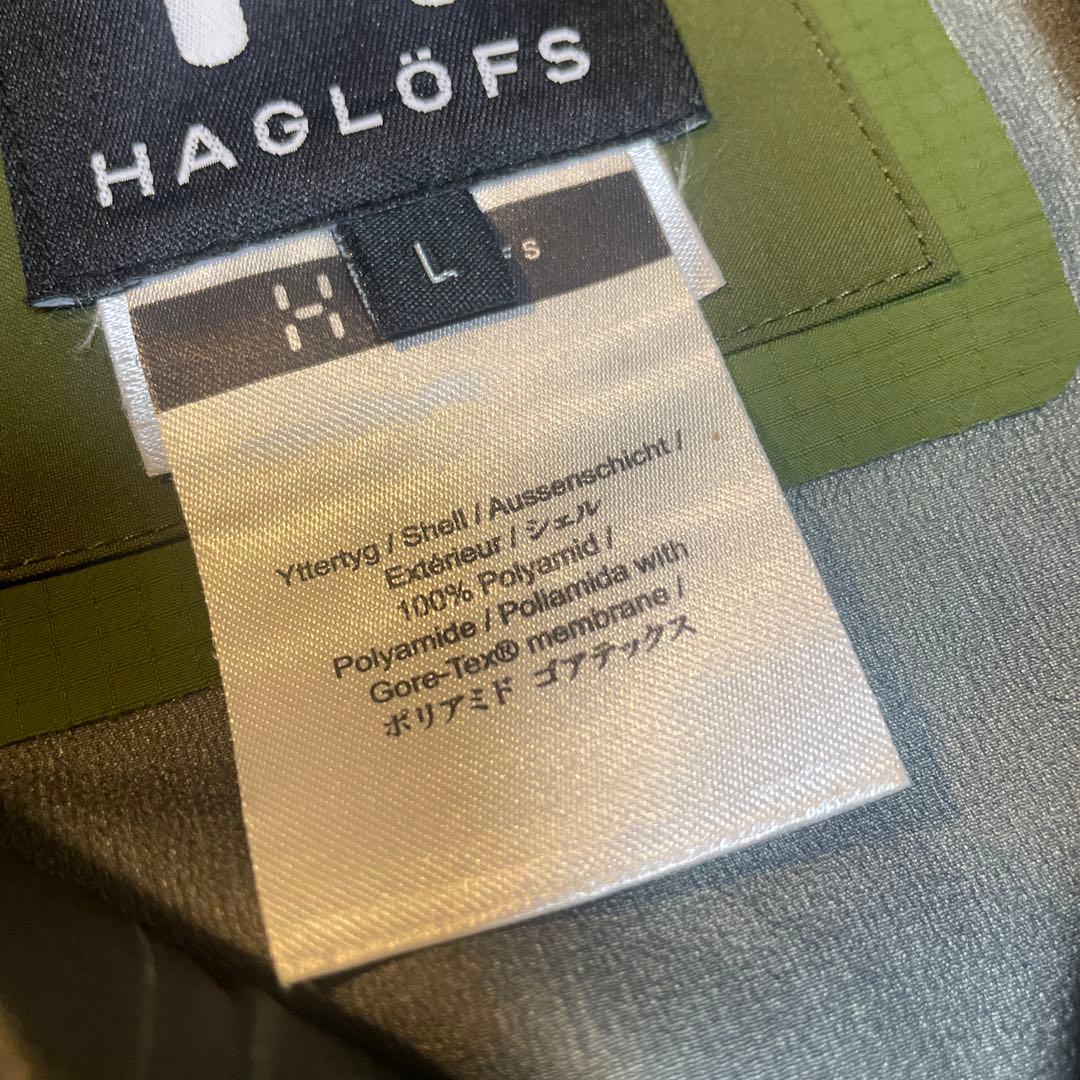 HAGLÖFS
L
H
S
Yttertyg / Shell / Aussenschicht /
Extérieur / シェル
100% Polyamid /
Polyamide / Poliamida with
Gore-Tex® membrane /
ポリアミド ゴアテックス